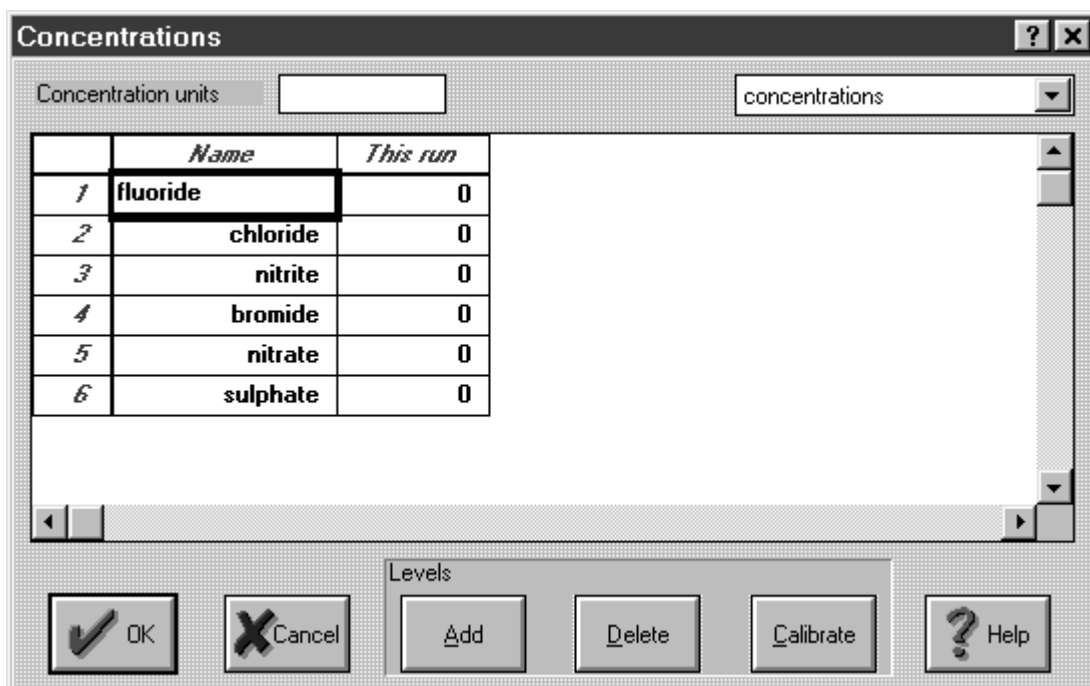 Concentrations
Concentration units
concentrations
Name This run
1 fluoride 0
2 chloride 0
3 nitrite 0
4 bromide 0
5 nitrate 0
6 sulphate 0
Levels
OK Cancel Add Delete Calibrate Help